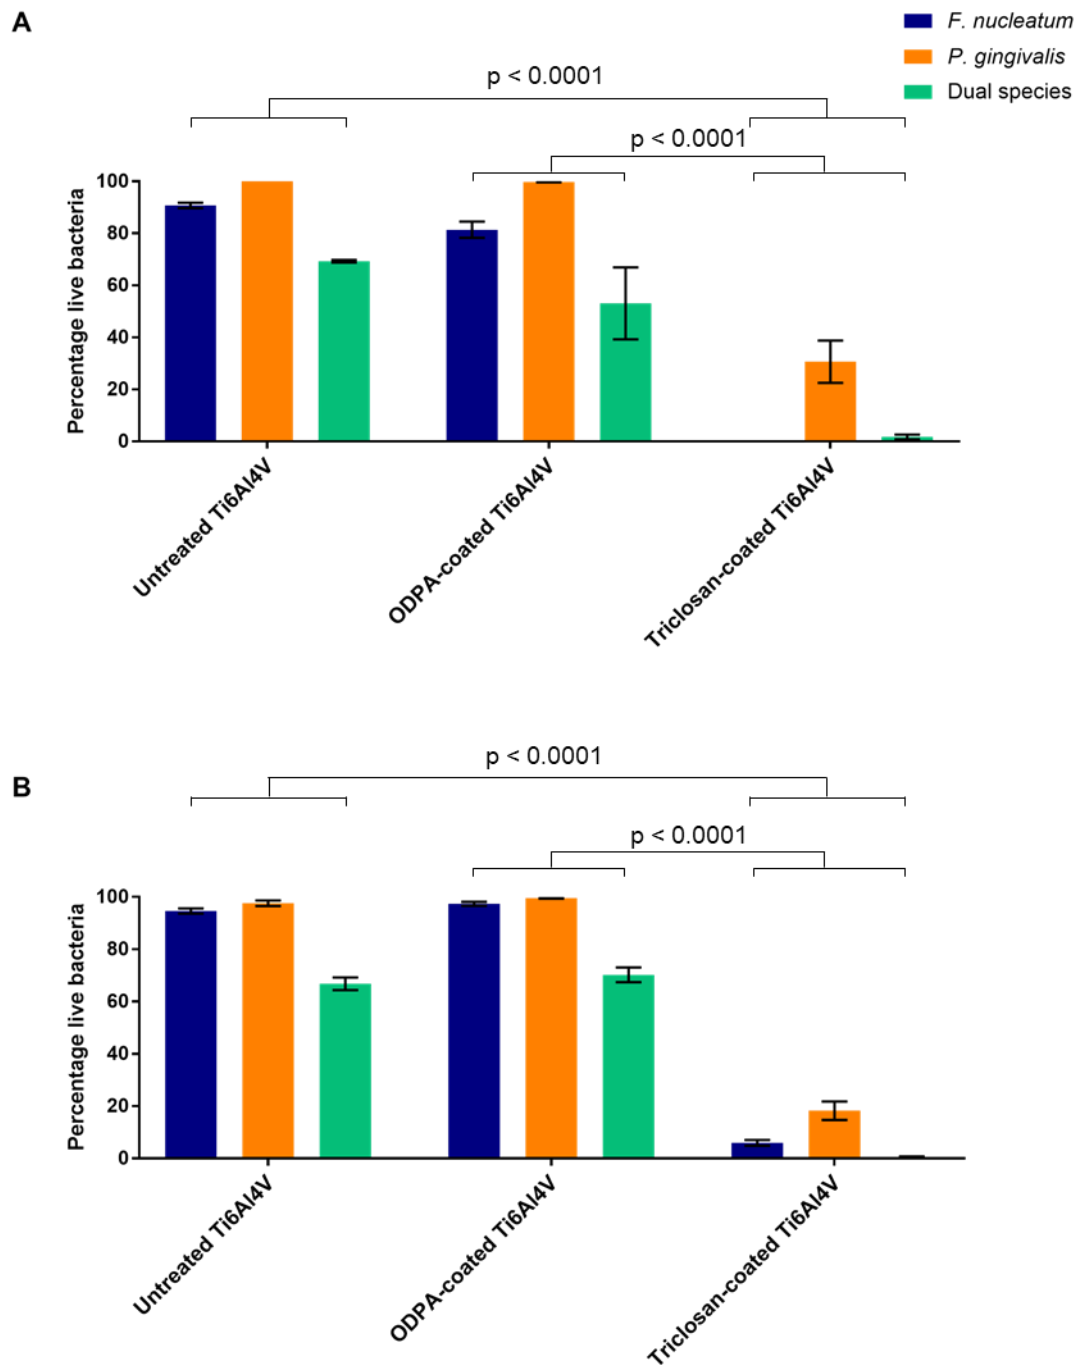 A
F. nucleatum
P. gingivalis
Dual species
p < 0.0001
p < 0.0001
Percentage live bacteria
100
80
60
40
20
0
Untreated Ti6Al4V
ODPA-coated Ti6Al4V
Triclosan-coated Ti6Al4V
B
p < 0.0001
p < 0.0001
Percentage live bacteria
100
80
60
40
20
0
Untreated Ti6Al4V
ODPA-coated Ti6Al4V
Triclosan-coated Ti6Al4V